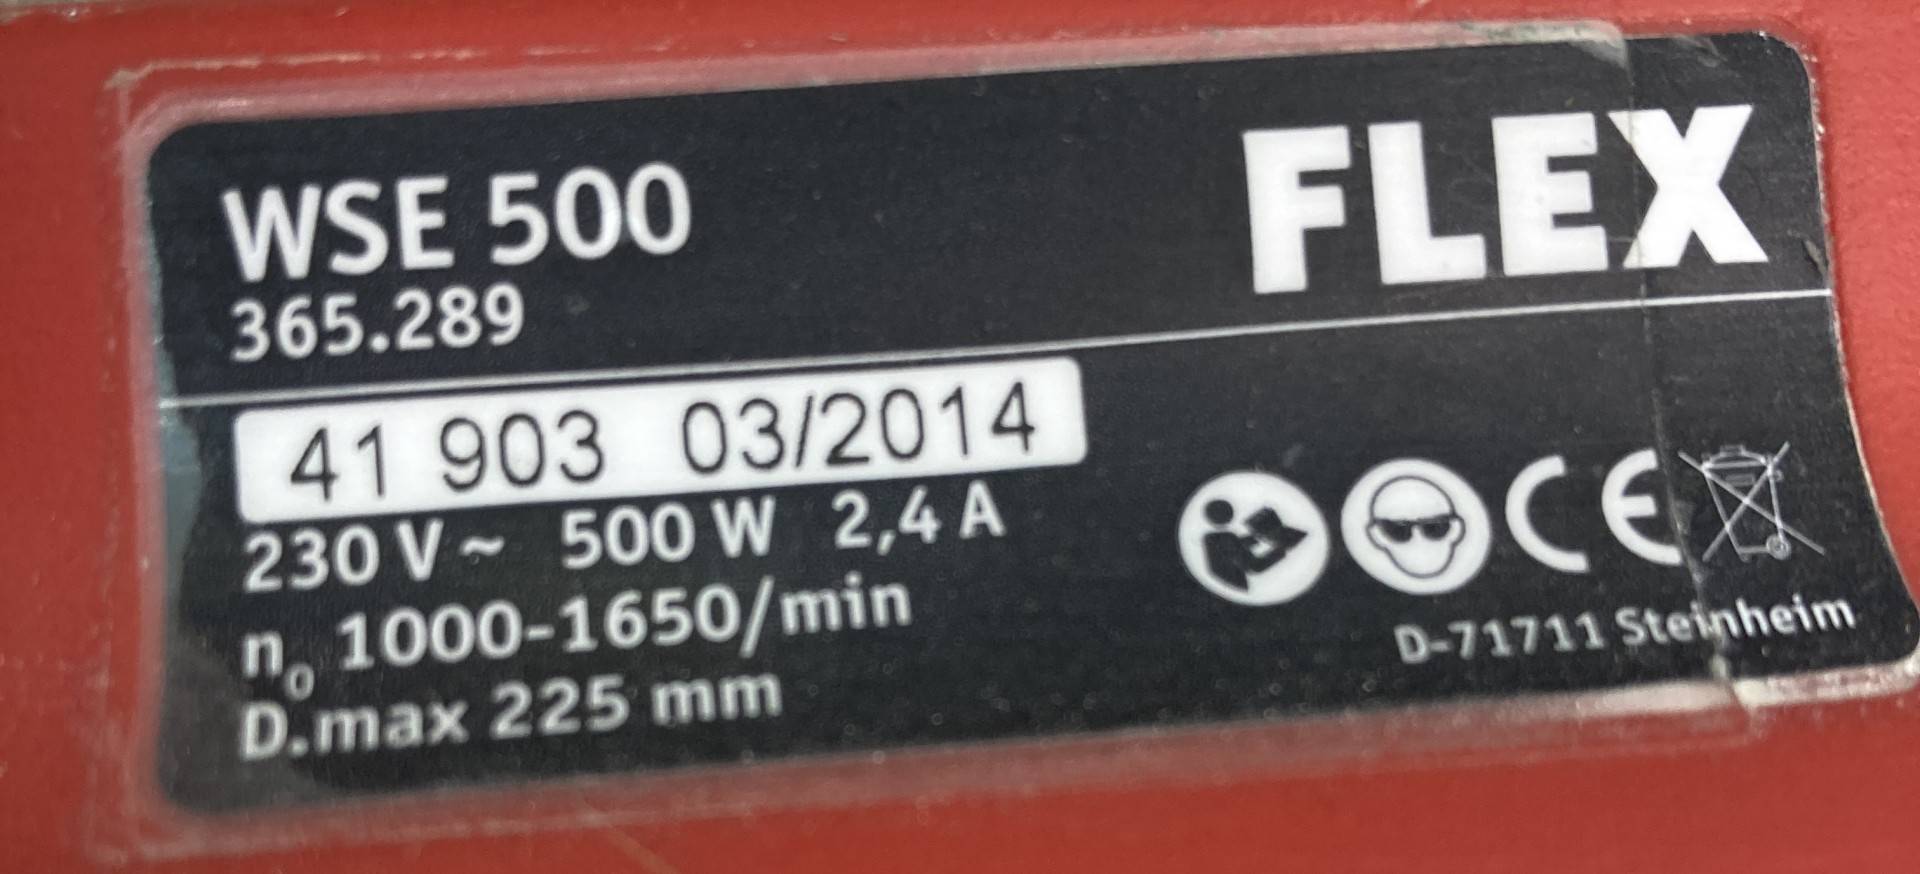 WSE 500
FLEX
365.289
41 903 03/2014
230 V ~ 500 W 2,4 A
n₀ 1000-1650/min
D.max 225 mm
CE
D-71711 Steinheim